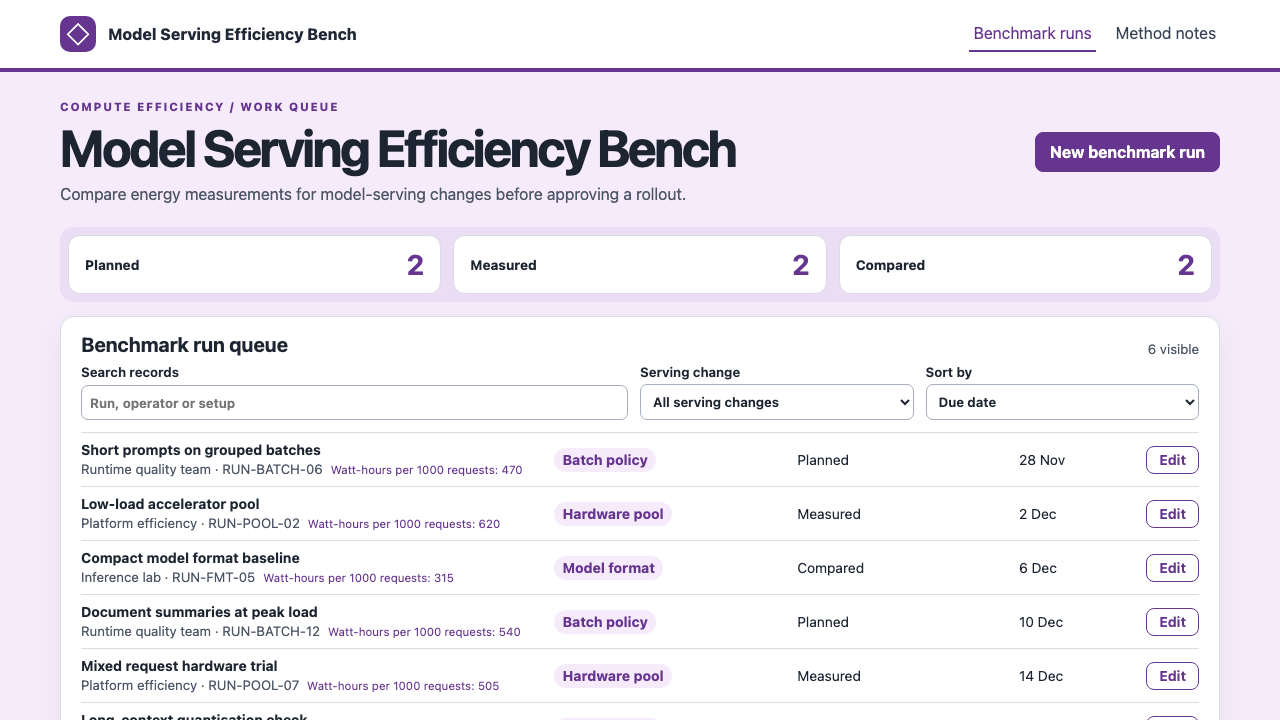 Model Serving Efficiency Bench
Benchmark runs
Method notes
COMPUTE EFFICIENCY / WORK QUEUE
Model Serving Efficiency Bench
New benchmark run
Compare energy measurements for model-serving changes before approving a rollout.
Planned 2
Measured 2
Compared 2
Benchmark run queue
6 visible
Search records
Run, operator or setup
Serving change
All serving changes
Sort by
Due date
Short prompts on grouped batches
Runtime quality team · RUN-BATCH-06 Watt-hours per 1000 requests: 470
Batch policy
Planned
28 Nov
Edit
Low-load accelerator pool
Platform efficiency · RUN-POOL-02 Watt-hours per 1000 requests: 620
Hardware pool
Measured
2 Dec
Edit
Compact model format baseline
Inference lab · RUN-FMT-05 Watt-hours per 1000 requests: 315
Model format
Compared
6 Dec
Edit
Document summaries at peak load
Runtime quality team · RUN-BATCH-12 Watt-hours per 1000 requests: 540
Batch policy
Planned
10 Dec
Edit
Mixed request hardware trial
Platform efficiency · RUN-POOL-07 Watt-hours per 1000 requests: 505
Hardware pool
Measured
14 Dec
Edit
Long-context quantisation check